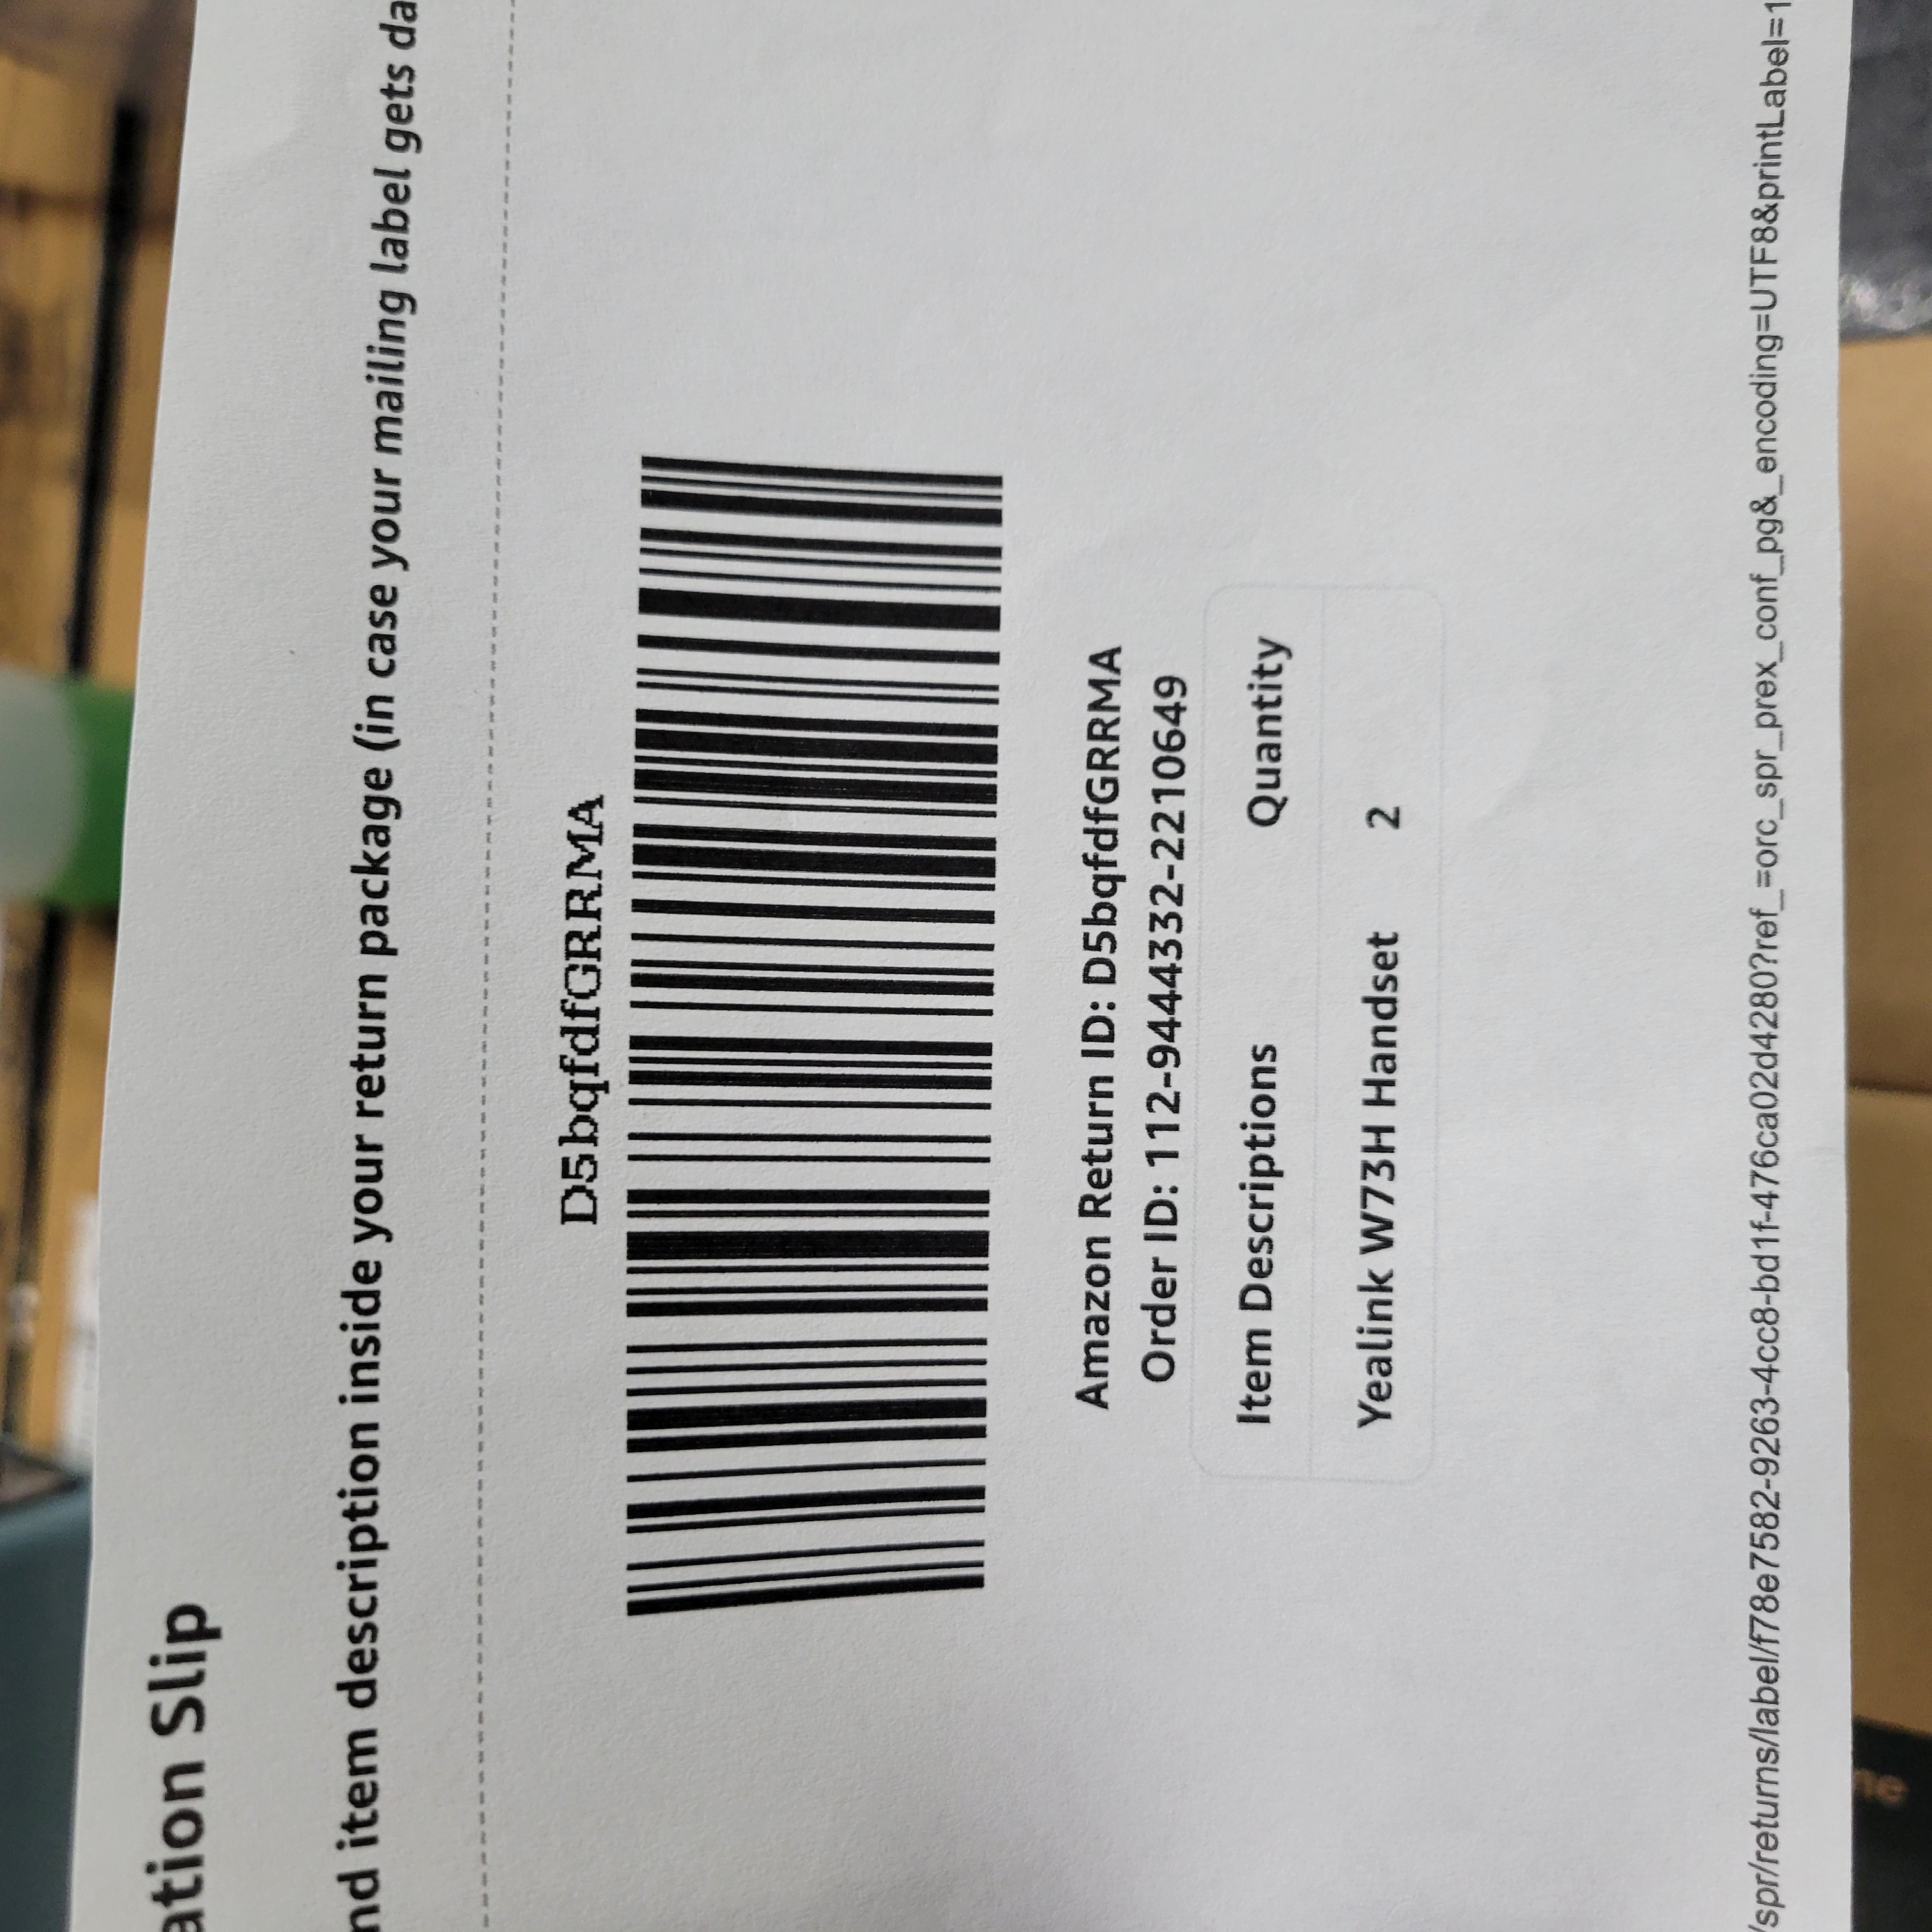 ation Slip
nd item description inside your return package (in case your mailing label gets da
D5bqfdfGRRMA
Amazon Return ID: D5bqfdfGRRMA
Order ID: 112-9444332-2210649
Item Descriptions Quantity
Yealink W73H Handset 2
/spr/returns/label/f78e7582-9263-4cc8-bd1f-476ca02d4280?ref_=orc_spr_prex_conf_pg&_encoding=UTF8&printLabel=1
ne